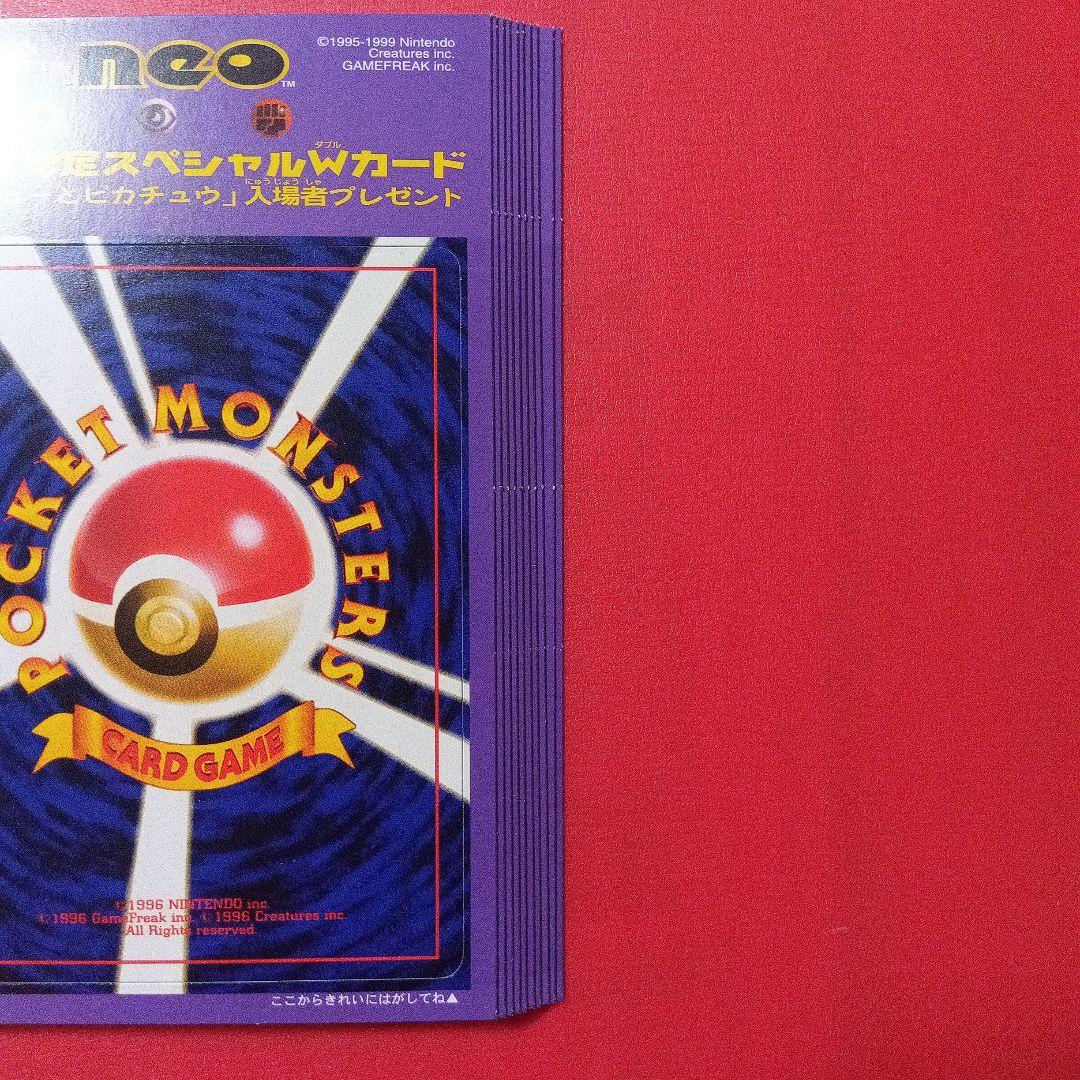 neo™
©1995-1999 Nintendo
Creatures inc.
GAMEFREAK inc.
ダブル
定スペシャルWカード
にゅうじょうしゃ
とピカチュウ」入場者プレゼント
POCKET MONSTERS
CARD GAME
©1996 NINTENDO inc.
©1996 GameFreak inc. ©1996 Creatures inc.
All Rights reserved.
ここからきれいにはがしてね▲